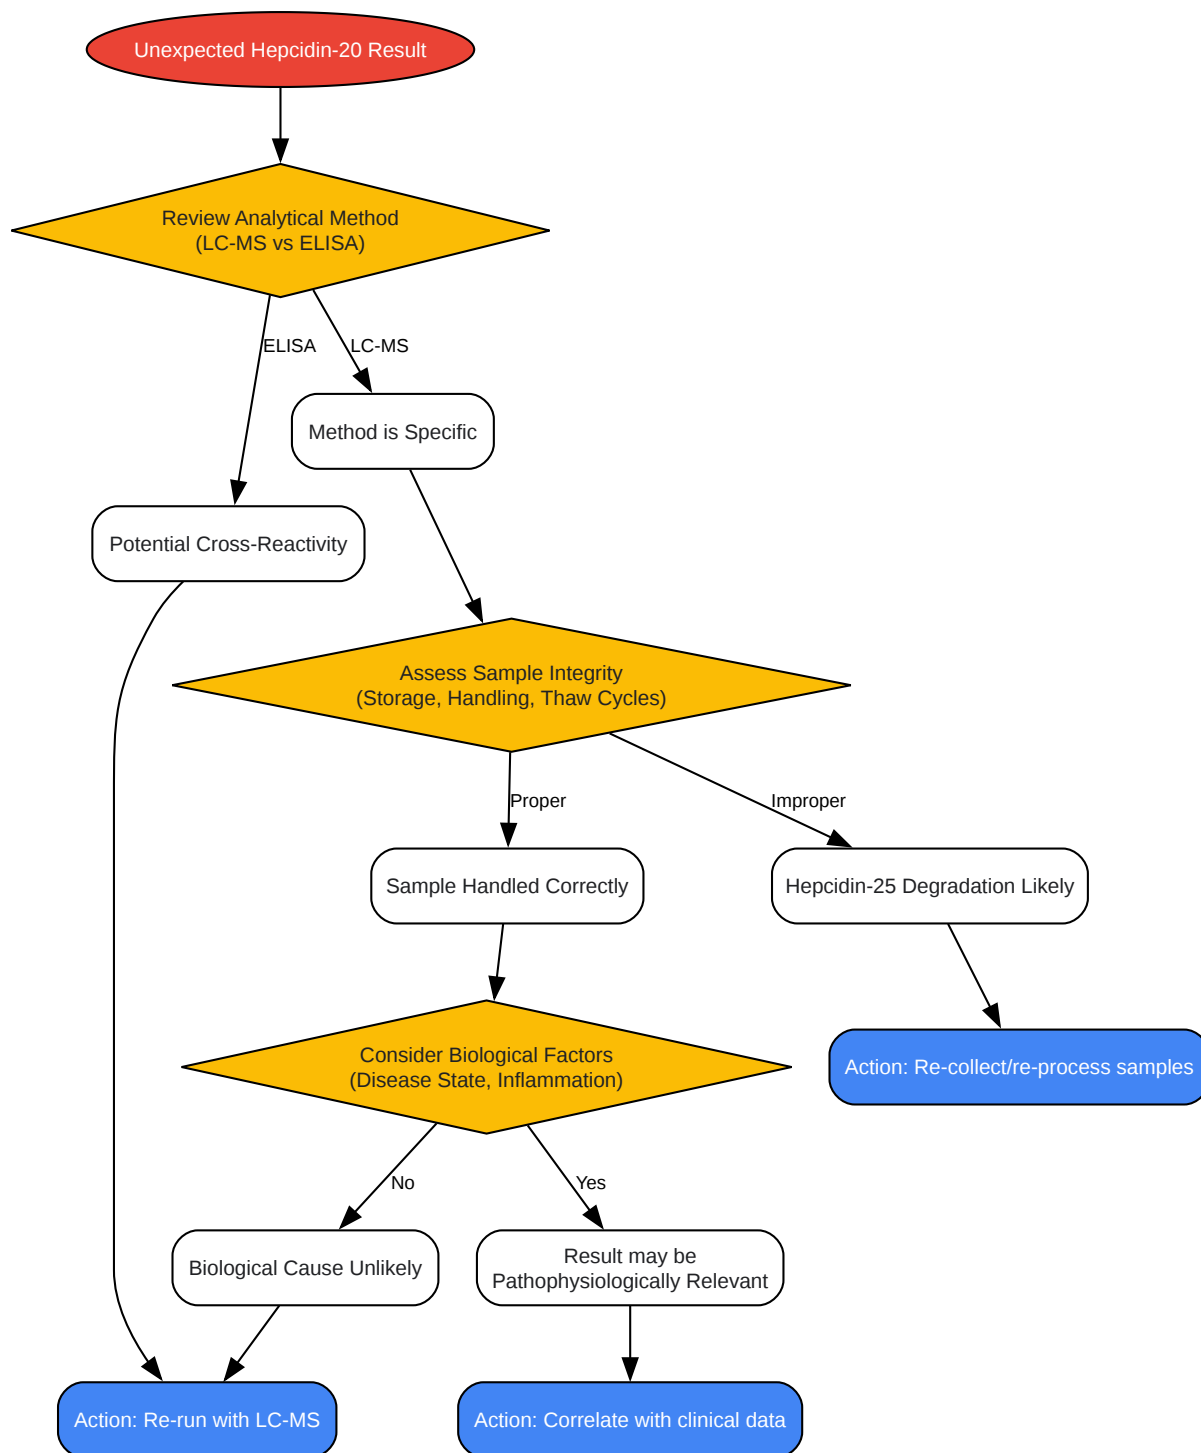 Unexpected Hepcidin-20 Result
Review Analytical Method
(LC-MS vs ELISA)
ELISA
LC-MS
Method is Specific
Potential Cross-Reactivity
Assess Sample Integrity
(Storage, Handling, Thaw Cycles)
Proper
Improper
Sample Handled Correctly
Hepcidin-25 Degradation Likely
Consider Biological Factors
(Disease State, Inflammation)
Action: Re-collect/re-process samples
No
Yes
Biological Cause Unlikely
Result may be
Pathophysiologically Relevant
Action: Re-run with LC-MS
Action: Correlate with clinical data